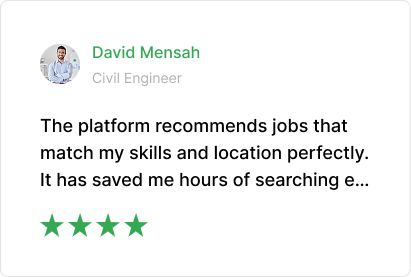 David Mensah
Civil Engineer
The platform recommends jobs that
match my skills and location perfectly.
It has saved me hours of searching e...